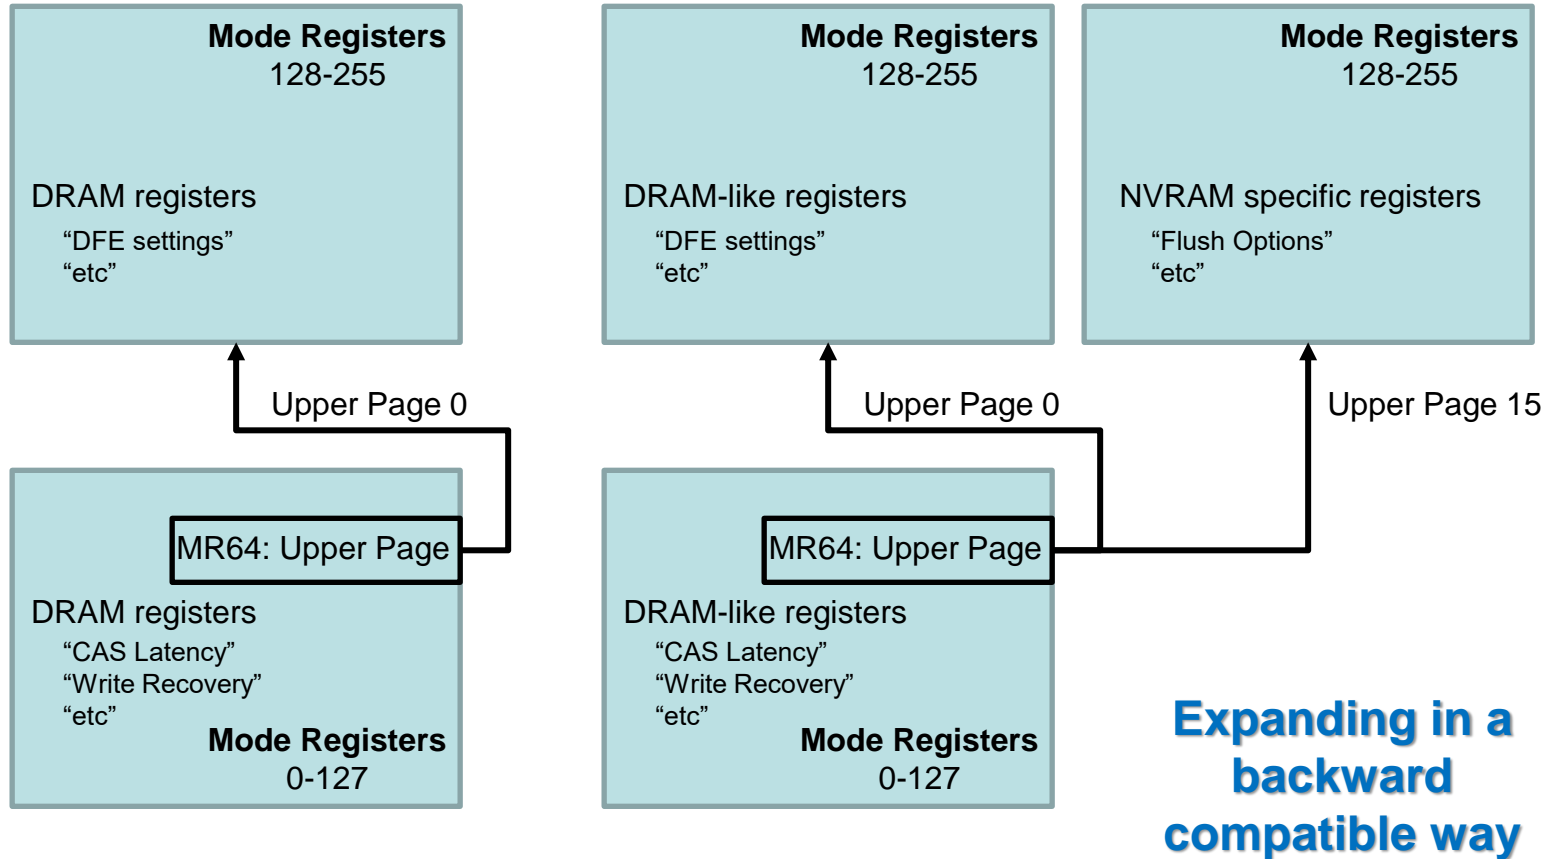 Mode Registers
128-255
DRAM registers
“DFE settings”
“etc”
Mode Registers
128-255
DRAM-like registers
“DFE settings”
“etc”
Mode Registers
128-255
NVRAM specific registers
“Flush Options”
“etc”
Upper Page 0
Upper Page 0
Upper Page 15
MR64: Upper Page
DRAM registers
“CAS Latency”
“Write Recovery”
“etc”
Mode Registers
0-127
MR64: Upper Page
DRAM-like registers
“CAS Latency”
“Write Recovery”
“etc”
Mode Registers
0-127
Expanding in a
backward
compatible way